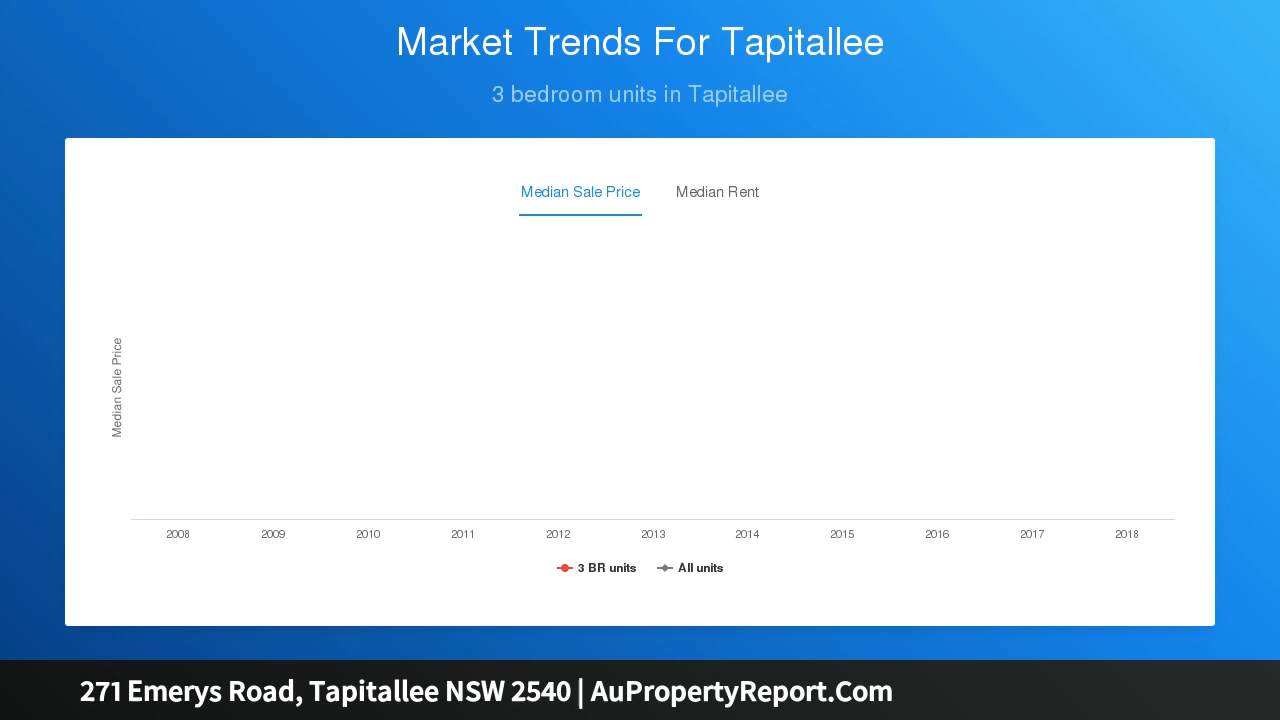 Market Trends For Tapitallee
3 bedroom units in Tapitallee
Median Sale Price Median Rent
Median Sale Price
2008 2009 2010 2011 2012 2013 2014 2015 2016 2017 2018
3 BR units All units
271 Emerys Road, Tapitallee NSW 2540 | AuPropertyReport.Com